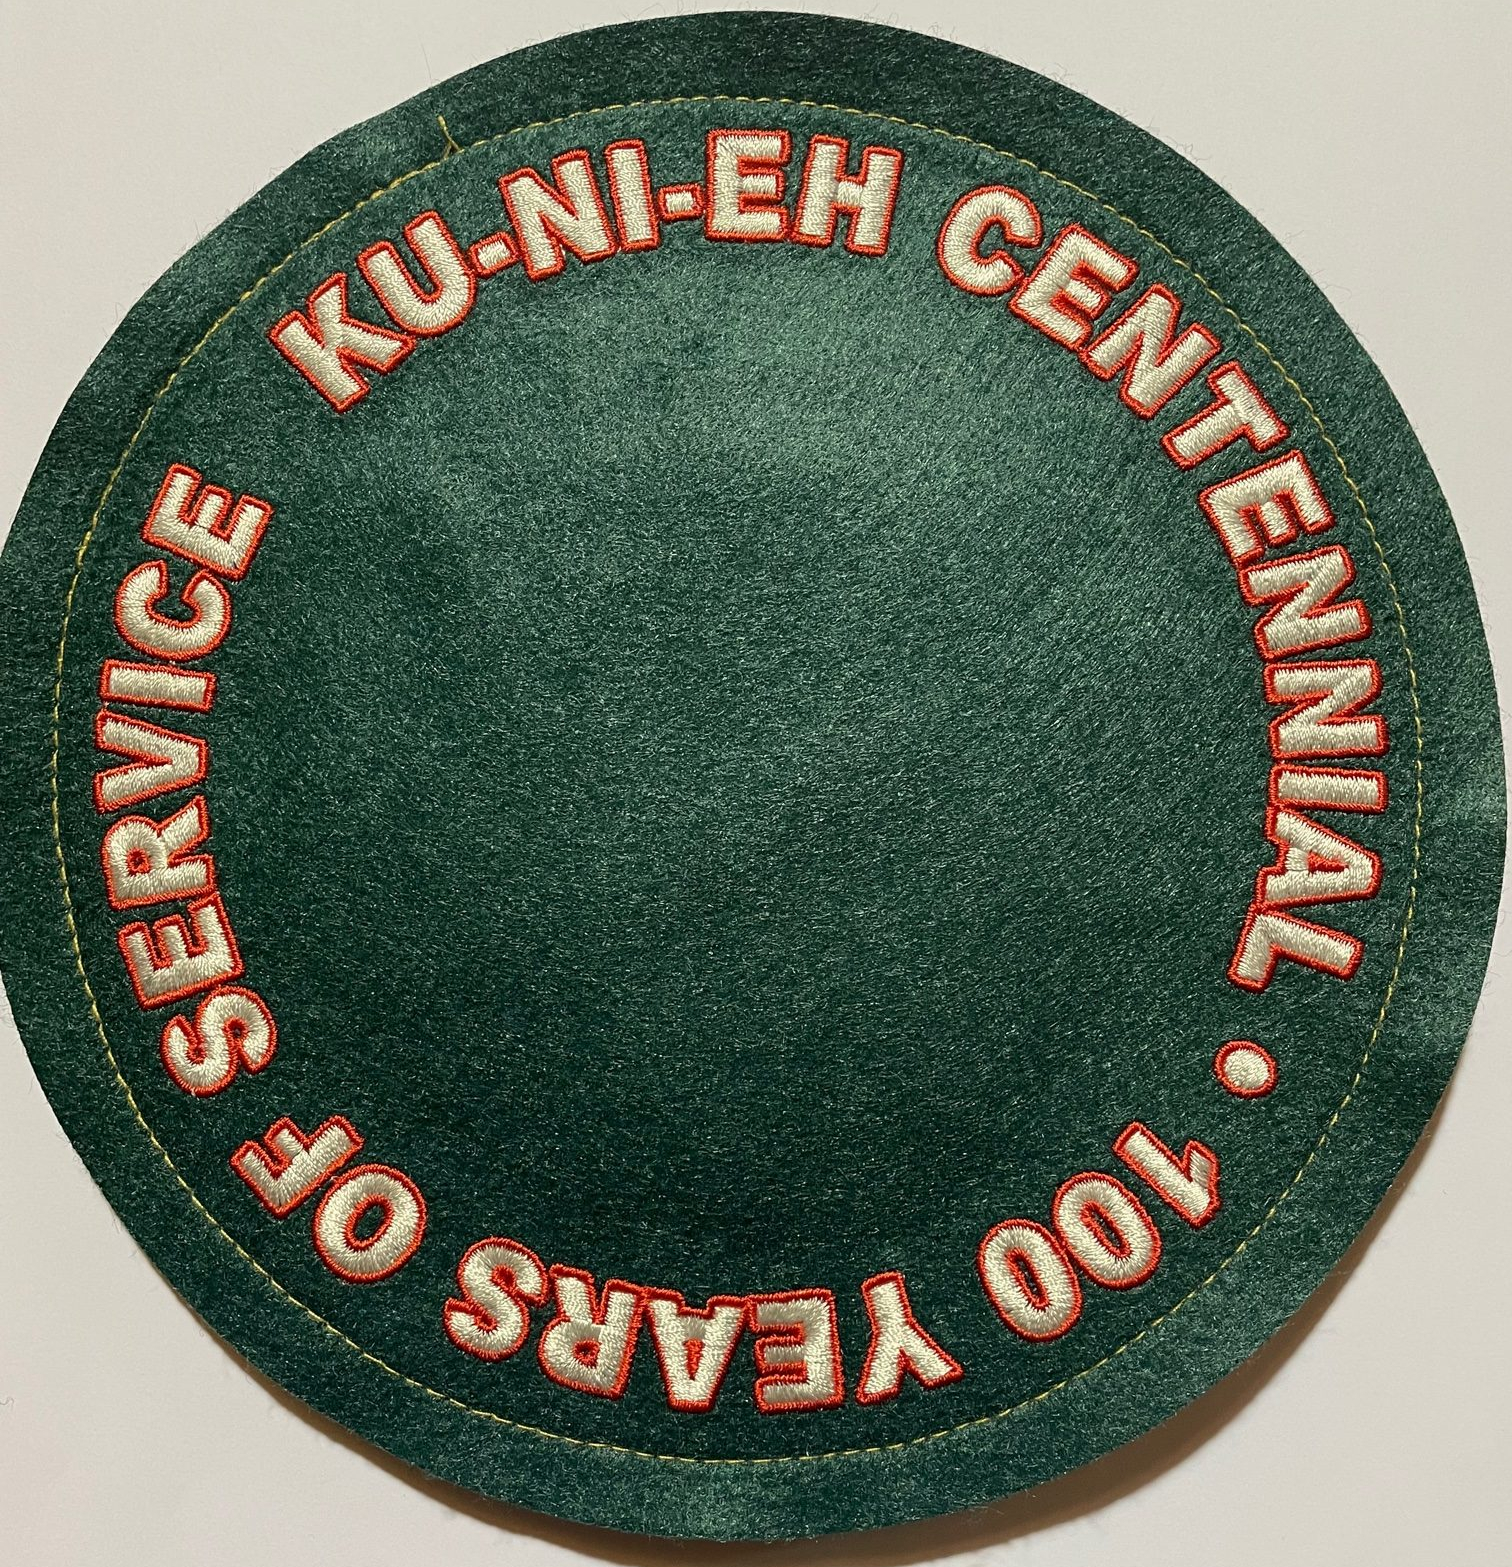 KU-NI-EH CENTENNIAL • 100 YEARS OF SERVICE